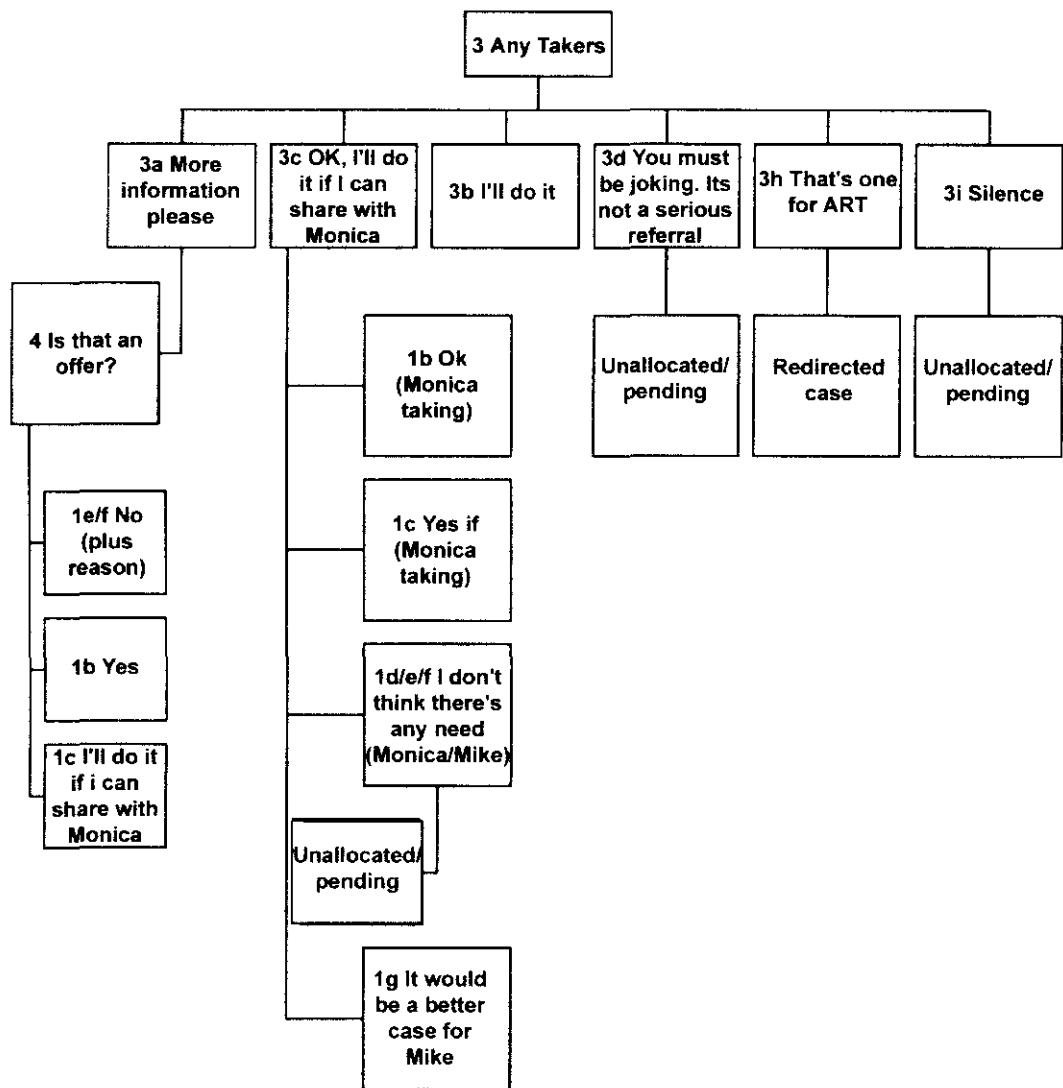 3 Any Takers
3a More
information
please
3c OK, I'll do
it if I can
share with
Monica
3b I'll do it
3d You must
be joking. Its
not a serious
referral
3h That's one
for ART
3i Silence
4 Is that an
offer?
1e/f No
(plus
reason)
1b Yes
1c I'll do it
if i can
share with
Monica
1b Ok
(Monica
taking)
1c Yes if
(Monica
taking)
1d/e/f I don't
think there's
any need
(Monica/Mike)
Unallocated/
pending
1g It would
be a better
case for
Mike
Unallocated/
pending
Redirected
case
Unallocated/
pending